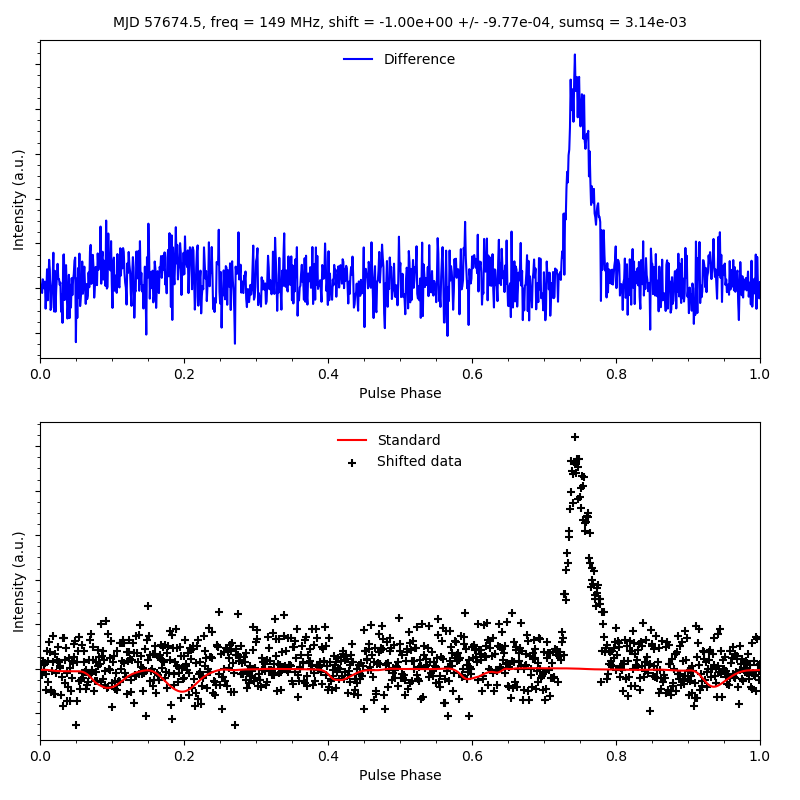 MJD 57674.5, freq = 149 MHz, shift = -1.00e+00 +/- -9.77e-04, sumsq = 3.14e-03
Difference
Intensity (a.u.)
0.0 0.2 0.4 0.6 0.8 1.0
Pulse Phase
Standard
Shifted data
Intensity (a.u.)
0.0 0.2 0.4 0.6 0.8 1.0
Pulse Phase